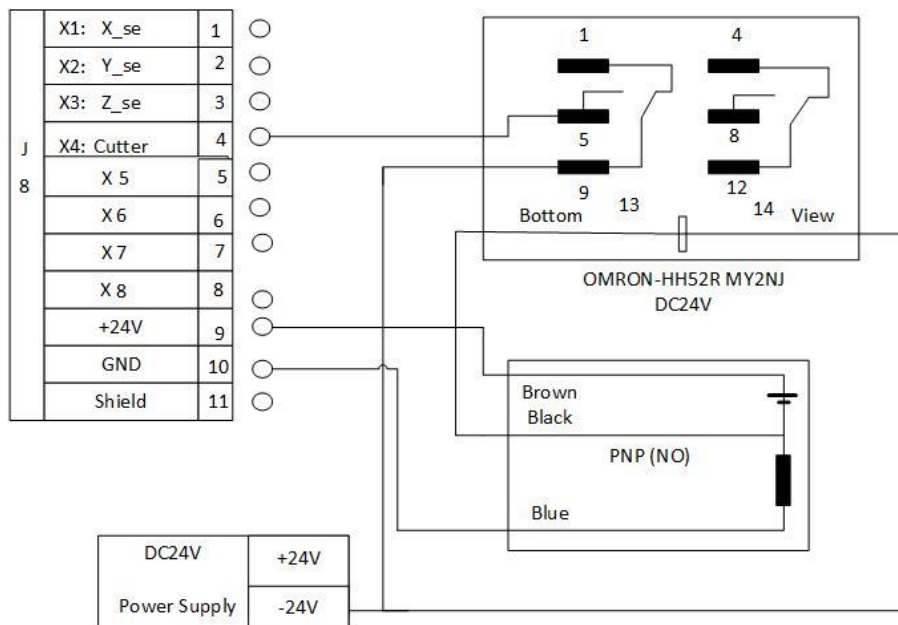 J
8
X1: X_se 1
X2: Y_se 2
X3: Z_se 3
X4: Cutter 4
X 5 5
X 6 6
X 7 7
X 8 8
+24V 9
GND 10
Shield 11
1 4
5 8
9 12
13 14
Bottom View
OMRON-HH52R MY2NJ
DC24V
Brown
Black
PNP (NO)
Blue
DC24V +24V
Power Supply -24V